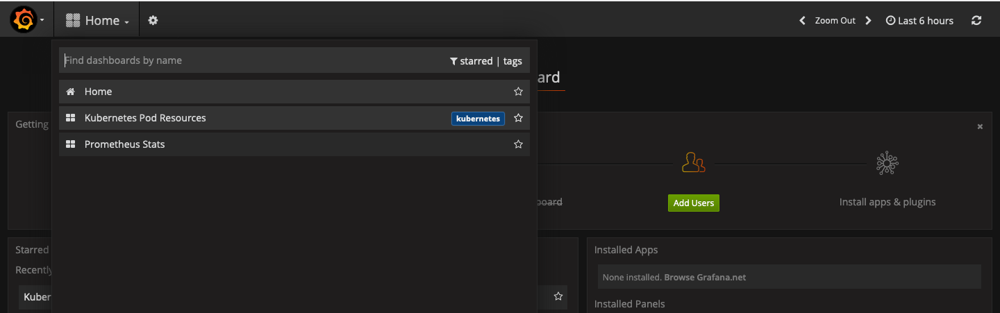 Home
Zoom Out
Last 6 hours
Find dashboards by name
starred | tags
ard
Home
Getting
Kubernetes Pod Resources
kubernetes
Prometheus Stats
board
Add Users
Install apps & plugins
Starred
Installed Apps
Recently
None installed. Browse Grafana.net
Kuber
Installed Panels